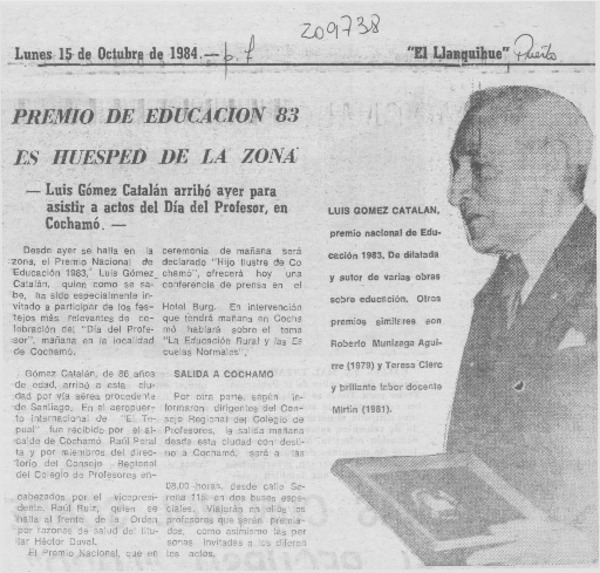 209738
Lunes 15 de Octubre de 1984.— p. 7
"El Llanquihue"
PREMIO DE EDUCACION 83
ES HUESPED DE LA ZONA
— Luis Gómez Catalán arribó ayer para
asistir a actos del Día del Profesor, en
Cochamó. —
Desde ayer se halla en la
zona, el Premio Nacional de
Educación 1983, Luis Gómez
Catalán, quien como se sa-
be, ha sido especialmente in-
vitado a participar de los fes-
tejos más relevantes de ce-
lebración del "Día del Profe-
sor", mañana en la localidad
de Cochamó.
Gómez Catalán, de 86 años
de edad, arribó a esta ciu-
dad por vía aérea procedente
de Santiago. En el aeropuer-
to internacional de "El Te-
pual" fue recibido por el al-
calde de Cochamó, Raúl Peral
ta y por miembros del direc-
torio del Consejo Regional
del Colegio de Profesores en-
cabezados por el vicepresi-
dente, Raúl Ruiz, quien se
halla al frente de la Orden
por razones de salud del titu-
lar Héctor Duval.
El Premio Nacional, que en
ceremonia de mañana será
declarado "Hijo Ilustre de Co
chamó", ofrecerá hoy una
conferencia de prensa en el
Hotel Burg. En intervención
que tendrá mañana en Cocha
mó hablará sobre el tema
"La Educación Rural y las Es
cuelas Normales".
SALIDA A COCHAMO
Por otra parte, según in-
formaron dirigentes del Con-
sejo Regional del Colegio de
Profesores, la salida mañana
desde esta ciudad con desti-
no a Cochamó, será a las
08.00 horas, desde calle Se-
rena 115, en dos buses espe-
ciales. Viajarán en ellos los
profesores que serán premia-
dos, como asimismo las per
sonas invitadas a los diferen
tes actos.
LUIS GOMEZ CATALAN,
premio nacional de Edu-
cación 1983. De dilatada
y autor de varias obras
sobre educación. Otros
premios similares son
Roberto Munizaga Agui-
rre (1979) y Teresa Clerc
y brillante labor docente
Mirtin (1981).